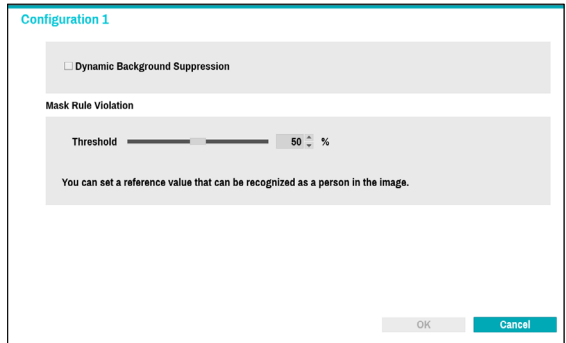 Configuration 1
Dynamic Background Suppression
Mask Rule Violation
Threshold 50 %
You can set a reference value that can be recognized as a person in the image.
OK Cancel